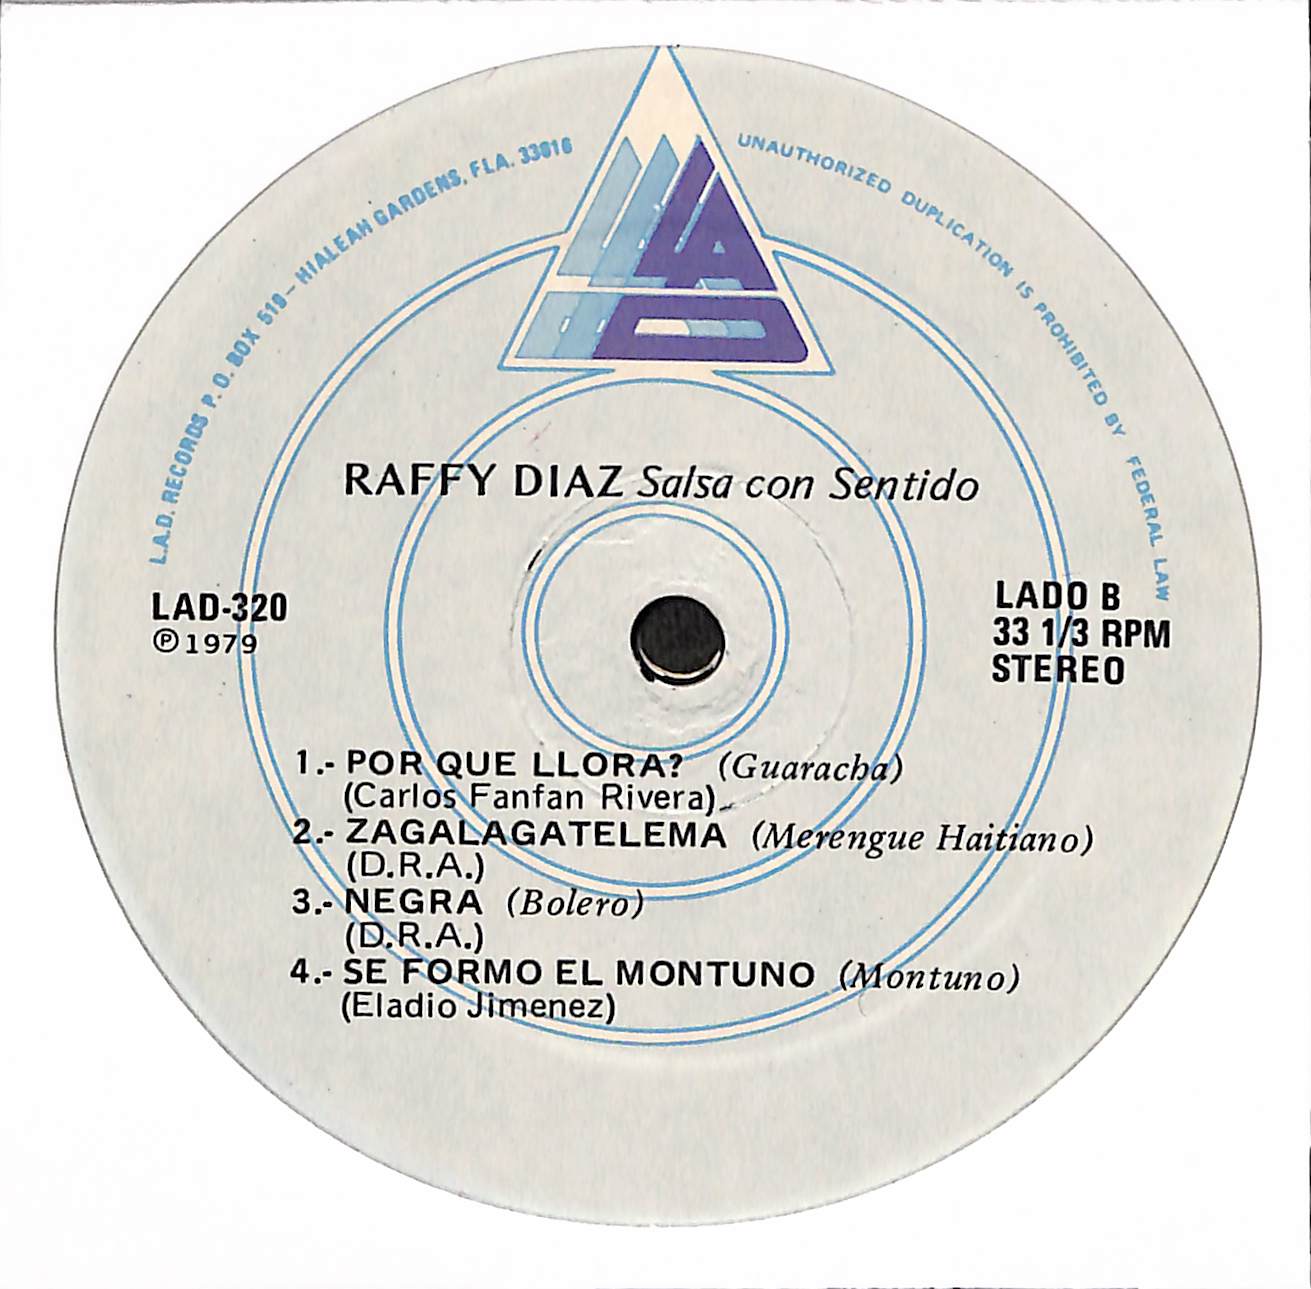 L.A.D. RECORDS P. O. BOX 519 - HIALEAH GARDENS, FLA. 33016
UNAUTHORIZED DUPLICATION IS PROHIBITED BY FEDERAL LAW
LAD
RAFFY DIAZ Salsa con Sentido
LAD-320
℗1979
LADO B
33 1/3 RPM
STEREO
1.- POR QUE LLORA? (Guaracha)
(Carlos Fanfan Rivera)
2.- ZAGALAGATELEMA (Merengue Haitiano)
(D.R.A.)
3.- NEGRA (Bolero)
(D.R.A.)
4.- SE FORMO EL MONTUNO (Montuno)
(Eladio Jimenez)